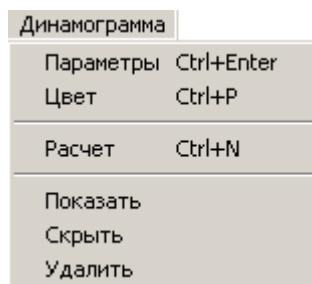 Динамограмма
Параметры Ctrl+Enter
Цвет Ctrl+P
Расчет Ctrl+N
Показать
Скрыть
Удалить